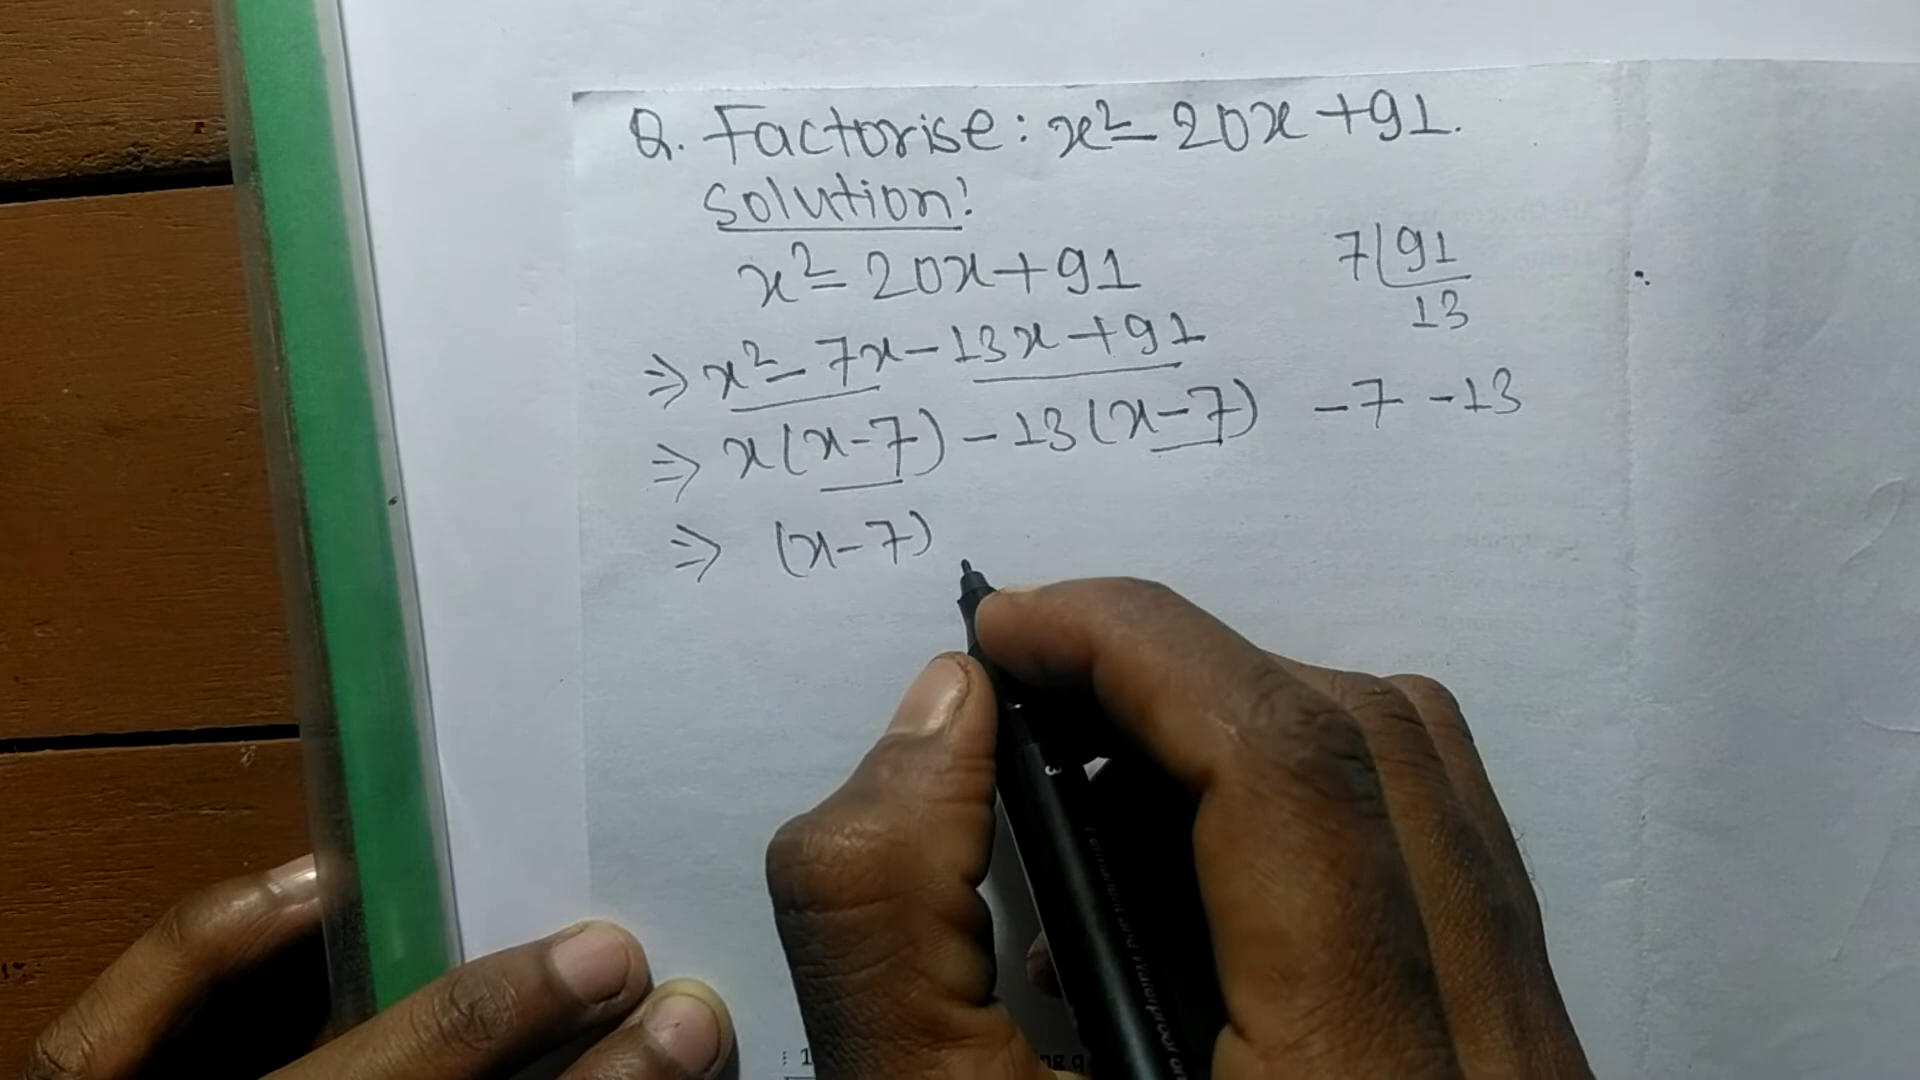 Q. Factorise: x² - 20x + 91.
Solution:
x² - 20x + 91
7 | 91
13
⇒ x² - 7x - 13x + 91
⇒ x(x-7) - 13(x-7)
-7 -13
⇒ (x-7)
3